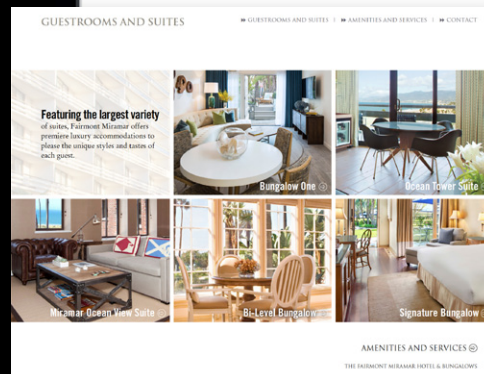 GUESTROOMS AND SUITES
GUESTROOMS AND SUITES | AMENITIES AND SERVICES | CONTACT
Featuring the largest variety
of suites, Fairmont Miramar offers
premiere luxury accommodations to
please the unique styles and tastes of
each guest.
Bungalow One
Ocean Tower Suite
Miramar Ocean View Suite
Bi-Level Bungalow
Signature Bungalow
AMENITIES AND SERVICES
THE FAIRMONT MIRAMAR HOTEL & BUNGALOWS